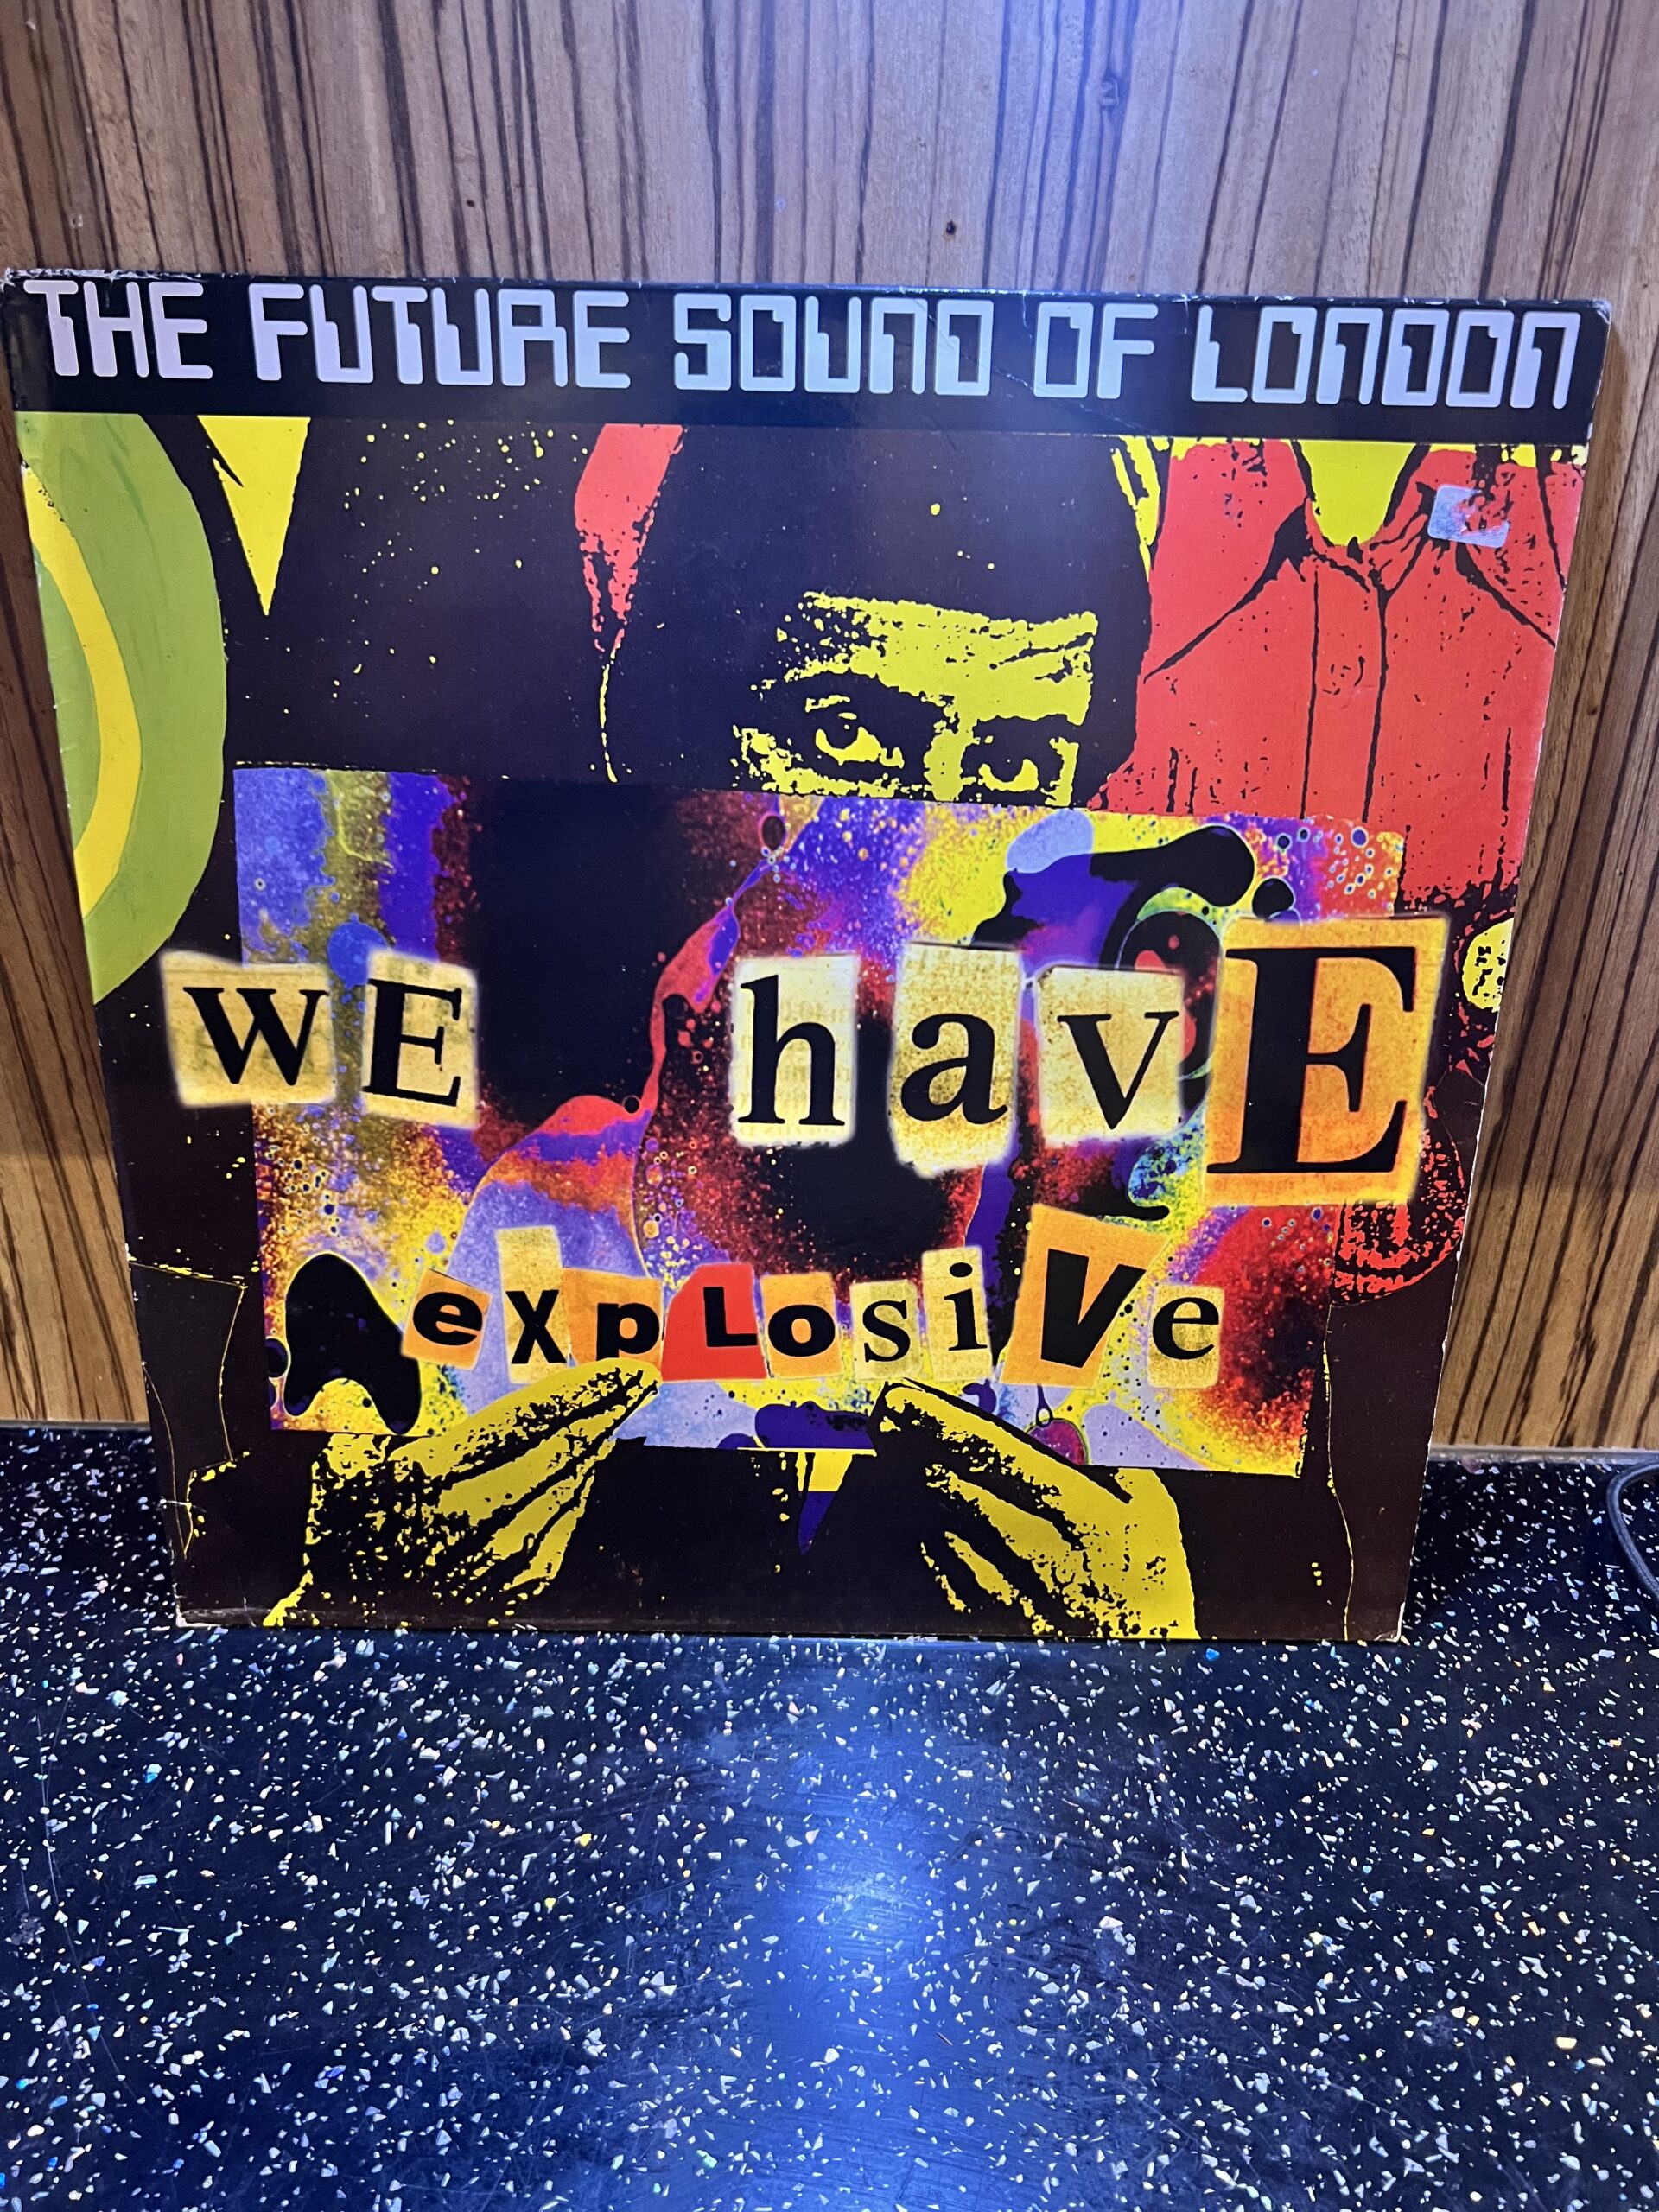 THE FUTURE SOUND OF LONDON
WE havE
eXpLosiVe